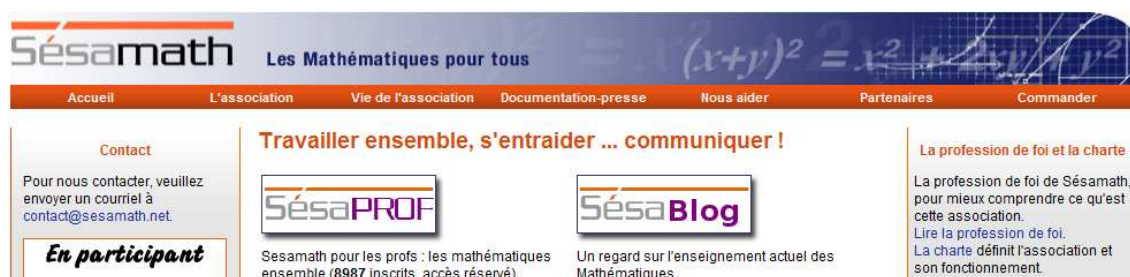 Sésamath
Les Mathématiques pour tous
(x+y)² = x² + 2xy + y²
Accueil L'association Vie de l'association Documentation-presse Nous aider Partenaires Commander
Contact
Pour nous contacter, veuillez
envoyer un courriel à
contact@sesamath.net.
En participant
Travailler ensemble, s'entraider ... communiquer !
SésaPROF
Sesamath pour les profs : les mathématiques
ensemble (8987 inscrits, accès réservé)
SésaBlog
Un regard sur l'enseignement actuel des
Mathématiques
La profession de foi et la charte
La profession de foi de Sésamath,
pour mieux comprendre ce qu'est
cette association.
Lire la profession de foi.
La charte définit l'association et
son fonctionnement.